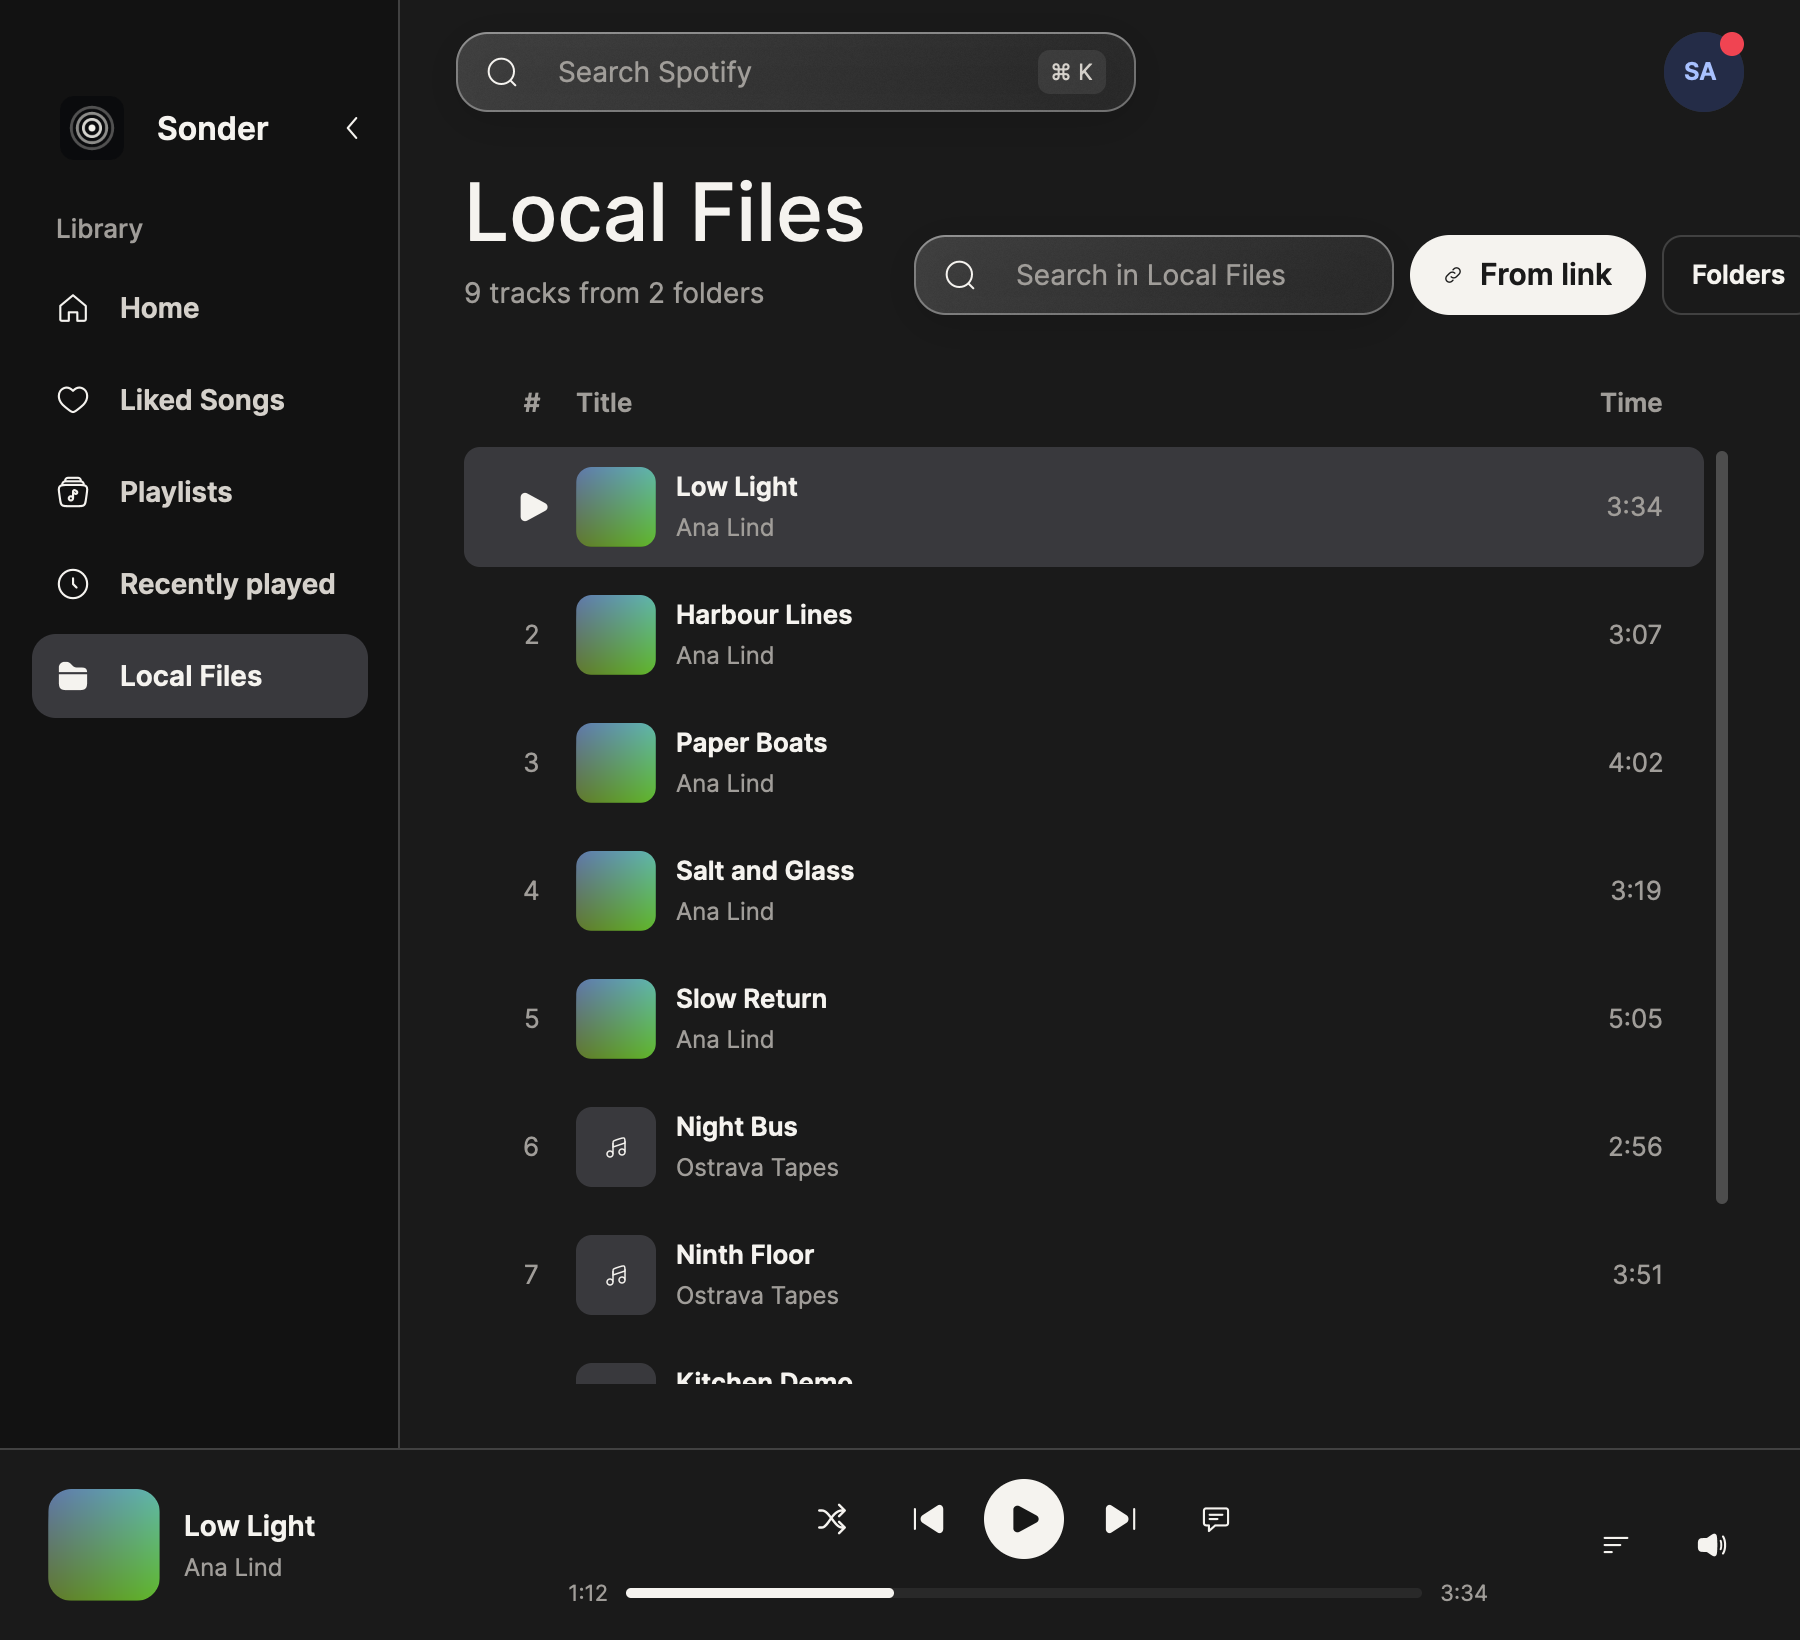 Sonder
Library
Home
Liked Songs
Playlists
Recently played
Local Files
Search Spotify
⌘ K
SA
Local Files
9 tracks from 2 folders
Search in Local Files
From link
Folders
# Title Time
Low Light
Ana Lind
3:34
2
Harbour Lines
Ana Lind
3:07
3
Paper Boats
Ana Lind
4:02
4
Salt and Glass
Ana Lind
3:19
5
Slow Return
Ana Lind
5:05
6
Night Bus
Ostrava Tapes
2:56
7
Ninth Floor
Ostrava Tapes
3:51
Kitchen Demo
Low Light
Ana Lind
1:12
3:34